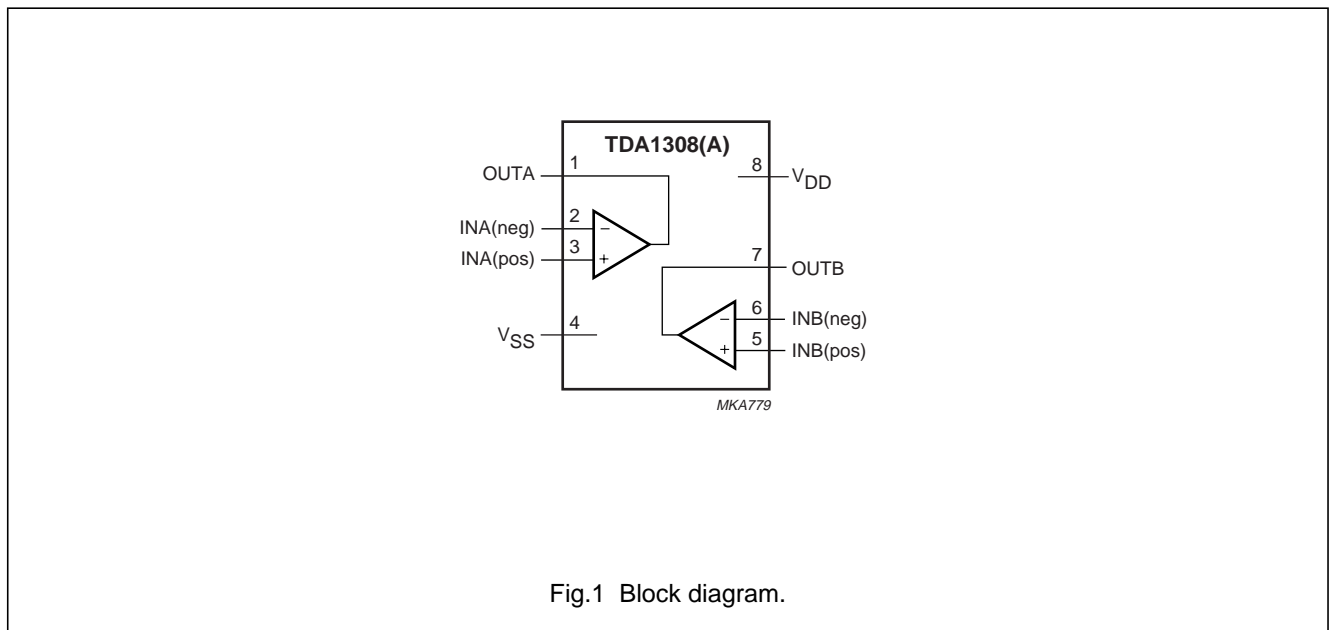 TDA1308(A)
OUTA 1
INA(neg) 2 −
INA(pos) 3 +
VSS 4
8 VDD
7 OUTB
− 6 INB(neg)
+ 5 INB(pos)
MKA779
Fig.1 Block diagram.